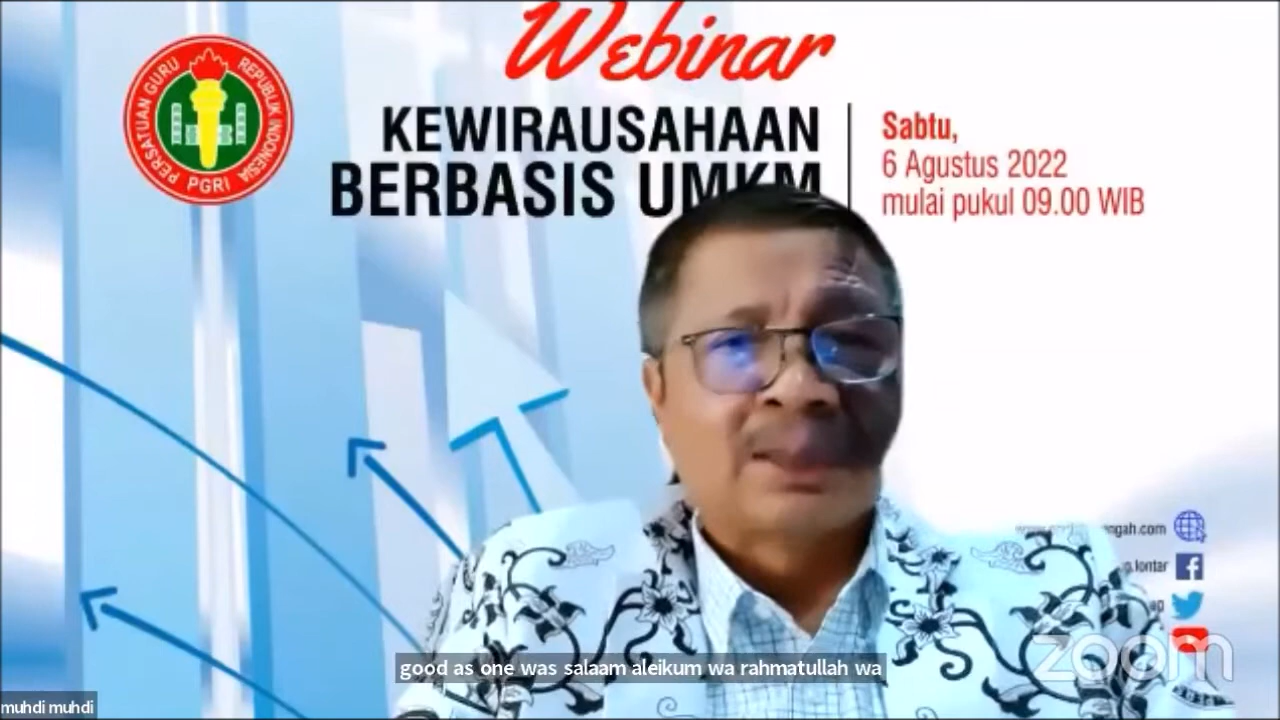 Webinar
KEWIRAUSAHAAN
BERBASIS UMKM
Sabtu,
6 Agustus 2022
mulai pukul 09.00 WIB
PERSATUAN GURU REPUBLIK INDONESIA
PGRI
zoom
good as one was salaam aleikum wa rahmatullah wa
muhdi muhdi